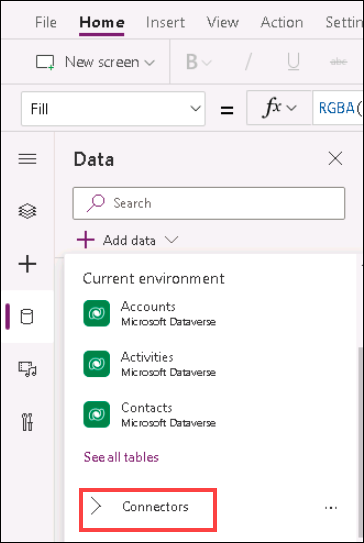 File Home Insert View Action Settin
New screen B / U abc
Fill = fx RGBA(
Data
Search
Add data
Current environment
Accounts
Microsoft Dataverse
Activities
Microsoft Dataverse
Contacts
Microsoft Dataverse
See all tables
Connectors ...